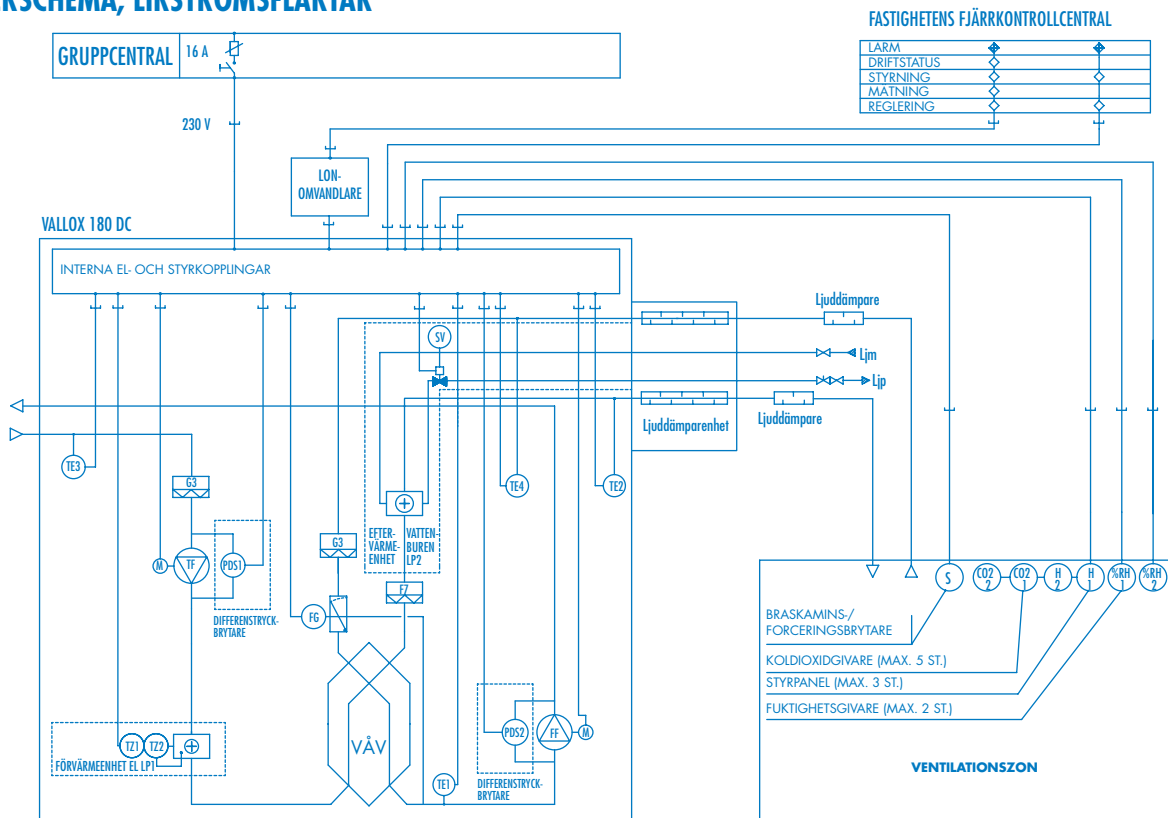 FASTIGHETENS FJÄRRKONTROLLCENTRAL
LARM
DRIFTSTATUS
STYRNING
MÄTNING
REGLERING
GRUPPCENTRAL
16 A
230 V
LON-
OMVANDLARE
VALLOX 180 DC
INTERNA EL- OCH STYRKOPPLINGAR
Ljuddämpare
SV
Ljm
Ljp
Ljuddämparenhet
Ljuddämpare
TE3
G3
TE4
TE2
EFTER-
VÄRME-
ENHET
VATTEN-
BUREN
LP2
G3
M
TF
PDS1
F7
DIFFERENSTRYCK-
BRYTARE
FG
S
CO2
2
CO2
1
H
2
H
1
%RH
1
%RH
2
BRASKAMINS-/
FORCERINGSBRYTARE
KOLDIOXIDGIVARE (MAX. 5 ST.)
STYRPANEL (MAX. 3 ST.)
FUKTIGHETSGIVARE (MAX. 2 ST.)
VENTILATIONSZON
TZ1
TZ2
FÖRVÄRMEENHET EL LP1
VÅV
PDS2
FF
M
TE1
DIFFERENSTRYCK-
BRYTARE